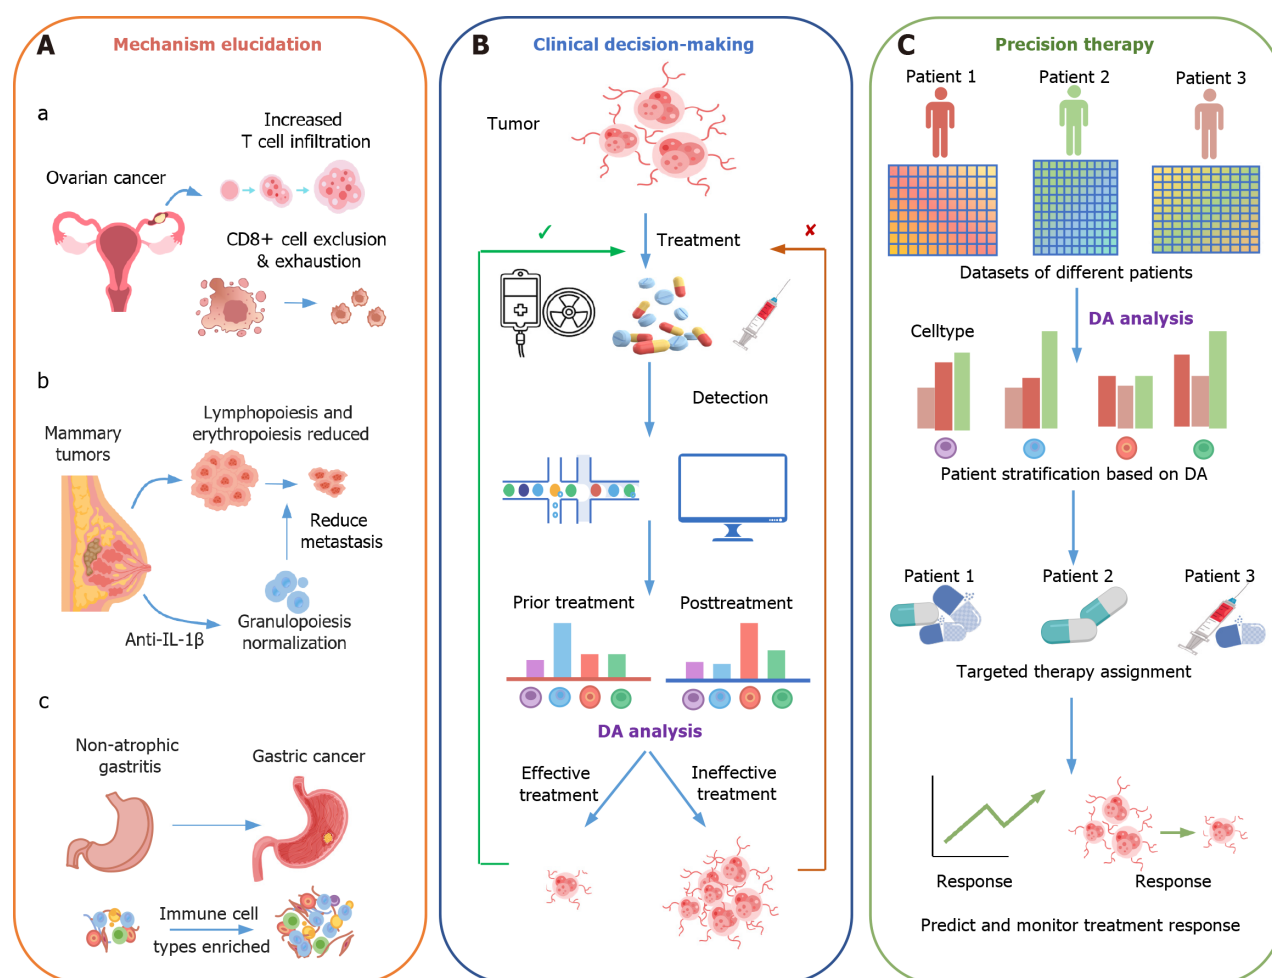 A Mechanism elucidation
a
Increased
T cell infiltration
Ovarian cancer
CD8+ cell exclusion
& exhaustion
b
Lymphopoiesis and
erythropoiesis reduced
Mammary
tumors
Reduce
metastasis
Granulopoiesis
normalization
Anti-IL-1β
c
Non-atrophic
gastritis
Gastric cancer
Immune cell
types enriched
B Clinical decision-making
Tumor
✓
✘
Treatment
Detection
Prior treatment
Posttreatment
DA analysis
Effective
treatment
Ineffective
treatment
C Precision therapy
Patient 1
Patient 2
Patient 3
Datasets of different patients
DA analysis
Celltype
Patient stratification based on DA
Patient 1
Patient 2
Patient 3
Targeted therapy assignment
Response
Response
Predict and monitor treatment response